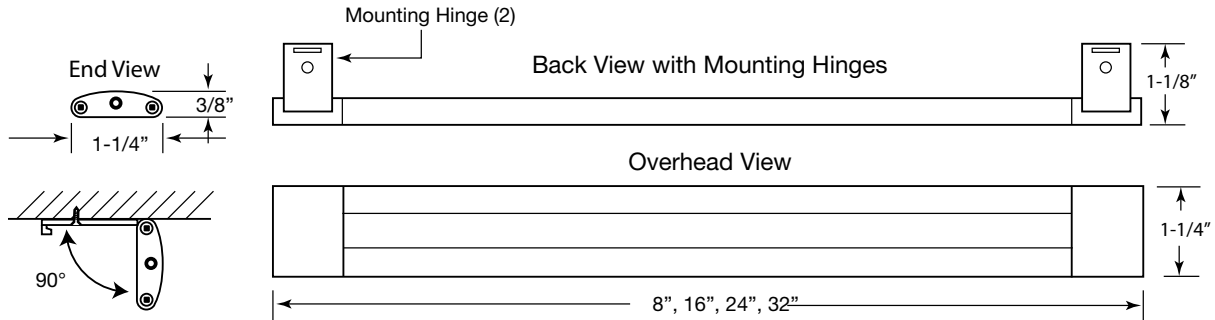 Mounting Hinge (2)
End View
3/8”
1-1/4”
90°
Back View with Mounting Hinges
1-1/8”
Overhead View
1-1/4”
8”, 16”, 24”, 32”